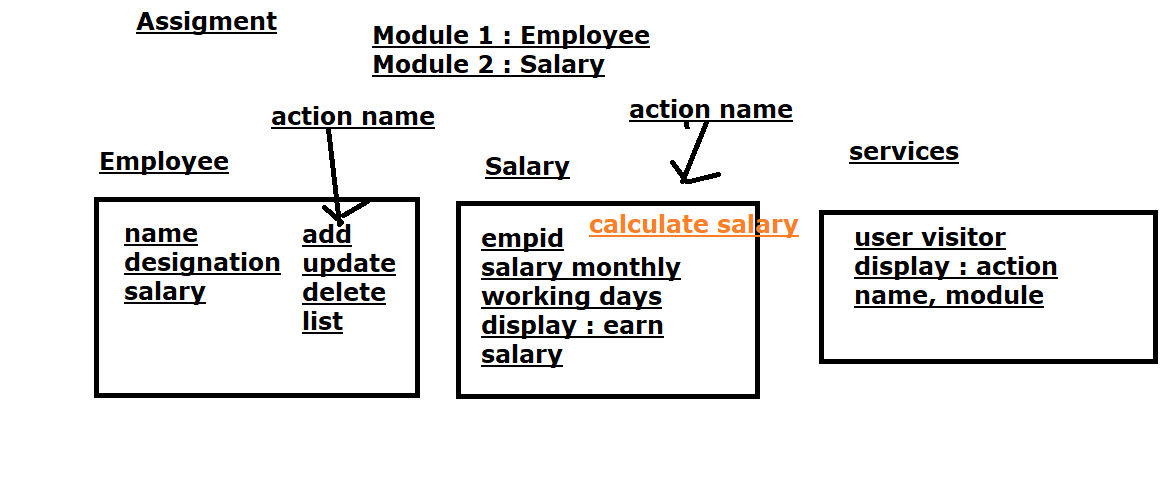 Assigment
Module 1 : Employee
Module 2 : Salary
action name
action name
Employee
Salary
services
name
designation
salary
add
update
delete
list
calculate salary
empid
salary monthly
working days
display : earn
salary
user visitor
display : action
name, module